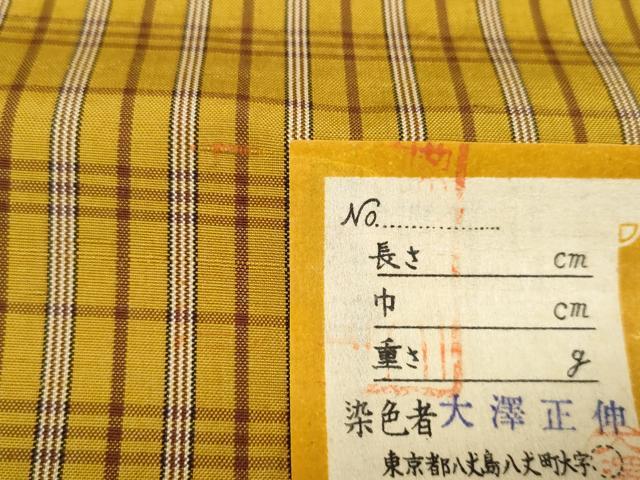 No.
長さ cm
巾 cm
重さ g
染色者 大澤正伸
東京都八丈島八丈町大字